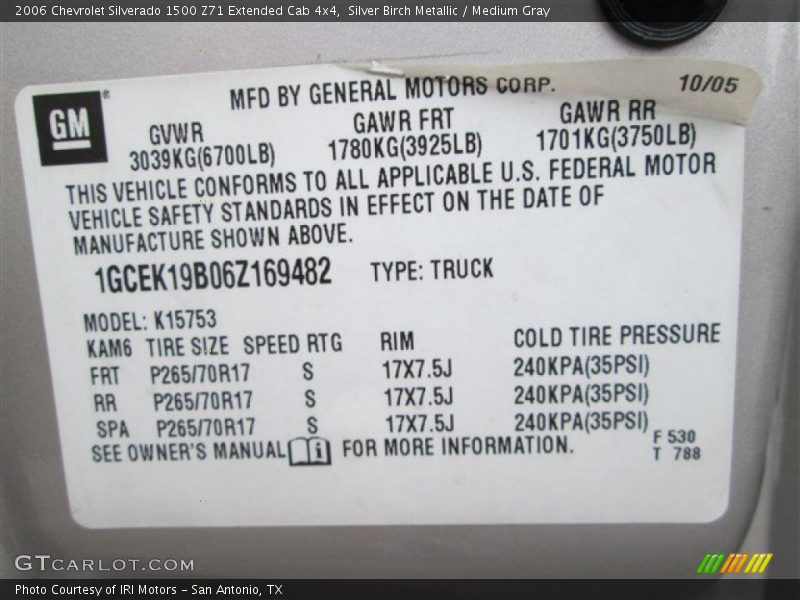 2006 Chevrolet Silverado 1500 Z71 Extended Cab 4x4, Silver Birch Metallic / Medium Gray
MFD BY GENERAL MOTORS CORP. 10/05
GM
GVWR GAWR FRT GAWR RR
3039KG(6700LB) 1780KG(3925LB) 1701KG(3750LB)
THIS VEHICLE CONFORMS TO ALL APPLICABLE U.S. FEDERAL MOTOR
VEHICLE SAFETY STANDARDS IN EFFECT ON THE DATE OF
MANUFACTURE SHOWN ABOVE.
1GCEK19B06Z169482 TYPE: TRUCK
MODEL: K15753
KAM6 TIRE SIZE SPEED RTG RIM COLD TIRE PRESSURE
FRT P265/70R17 S 17X7.5J 240KPA(35PSI)
RR P265/70R17 S 17X7.5J 240KPA(35PSI)
SPA P265/70R17 S 17X7.5J 240KPA(35PSI)
SEE OWNER'S MANUAL i FOR MORE INFORMATION.
F 530
T 788
GTCARLOT.COM
Photo Courtesy of IRI Motors – San Antonio, TX